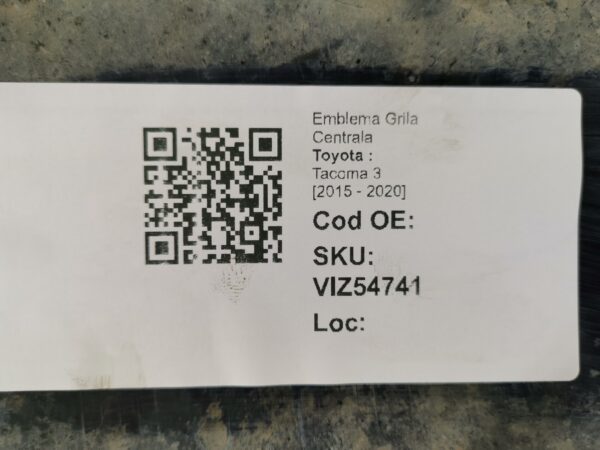 Emblema Grila
Centrala
Toyota :
Tacoma 3
[2015 - 2020]
Cod OE:
SKU:
VIZ54741
Loc: